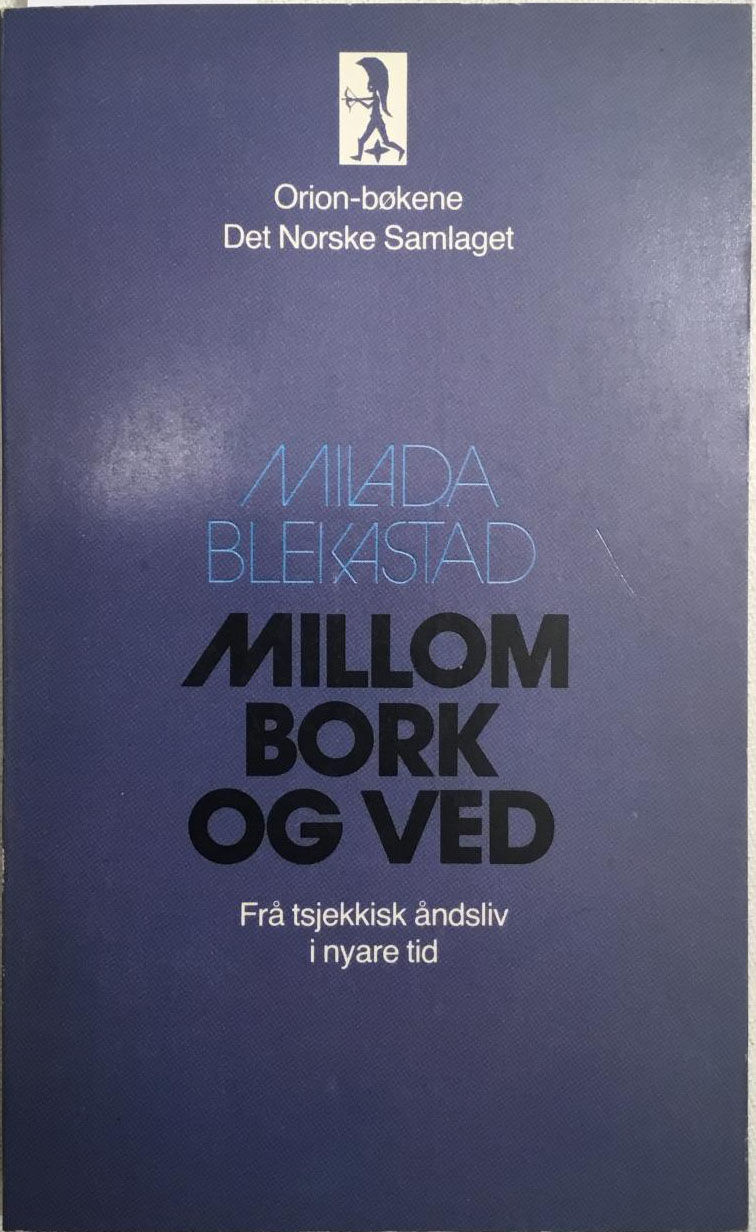 Orion-bøkene
Det Norske Samlaget
MILADA
BLEKASTAD
MILLOM
BORK
OG VED
Frå tsjekkisk åndsliv
i nyare tid